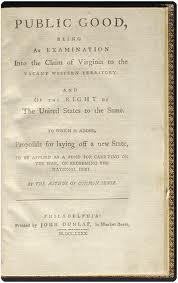 PUBLIC GOOD,
BEING
An EXAMINATION
Into the Claim of Virginia to the
VACANT WESTERN TERRITORY.
AND
OF THE RIGHT OF
The United States to the Same.
TO WHICH IS ADDED,
Proposals for laying off a new State,
TO BE APPLIED AS A FUND FOR CARRYING ON
THE WAR, OR REDEEMING THE
NATIONAL DEBT.
BY THE AUTHOR OF COMMON SENSE.
PHILADELPHIA:
Printed by JOHN DUNLAP, in Market-Street,
M.DCC.LXXX.